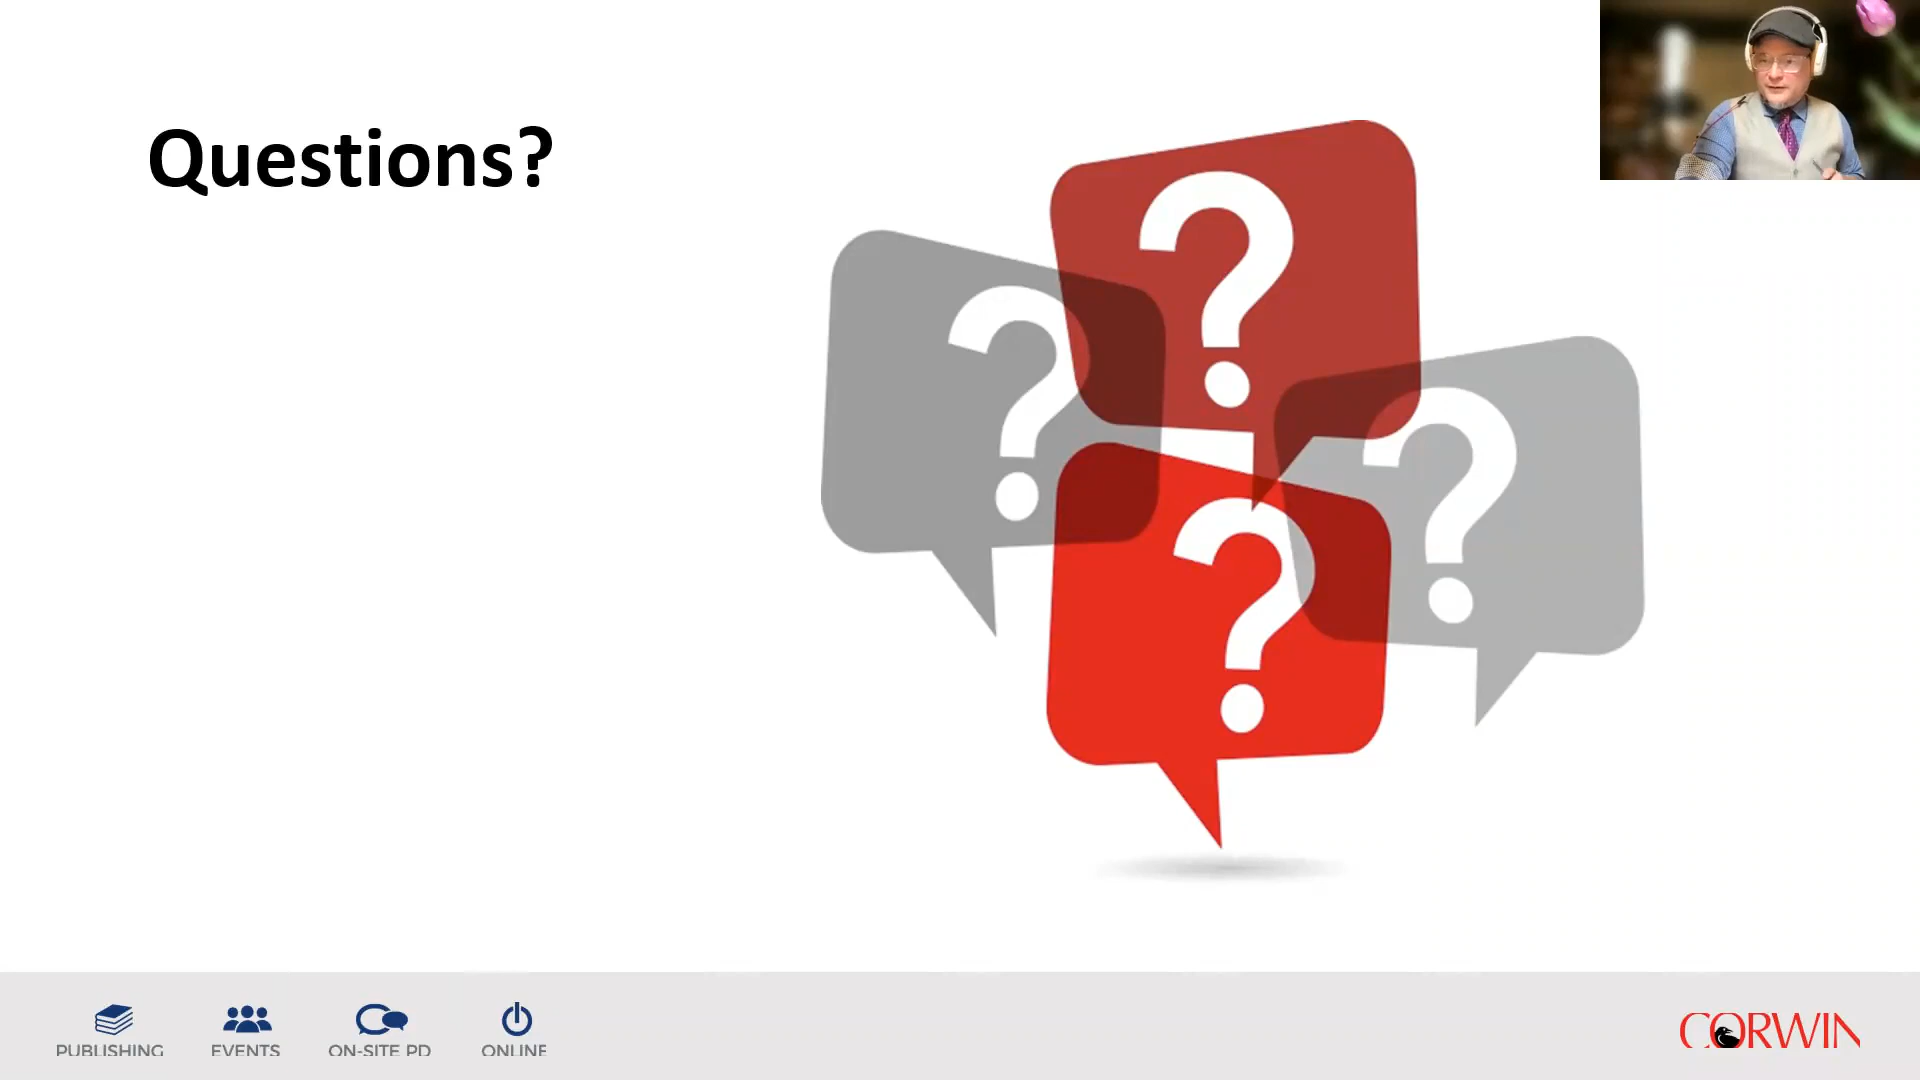 Questions?
?
?
?
?
PUBLISHING
EVENTS
ON-SITE PD
ONLINE
CORWIN